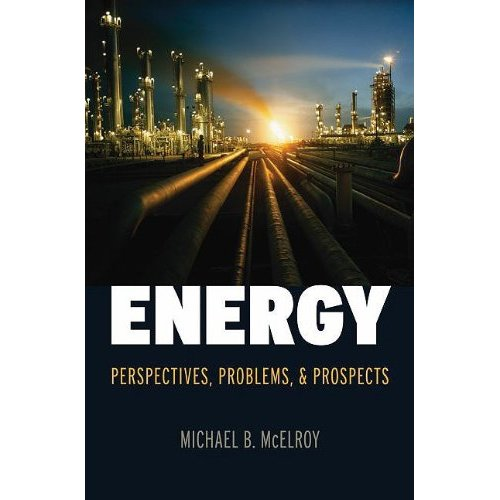 ENERGY
PERSPECTIVES, PROBLEMS, & PROSPECTS
MICHAEL B. McELROY